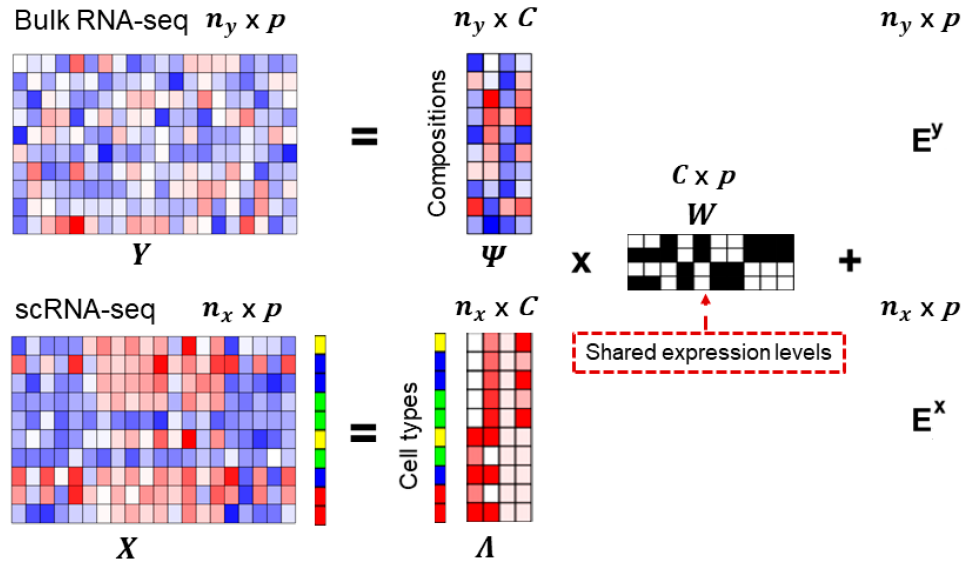 Bulk RNA-seq n_y x p
n_y x C
n_y x p
=
Compositions
E^y
C x p
W
Y
Ψ
x
+
scRNA-seq n_x x p
n_x x C
n_x x p
Shared expression levels
=
Cell types
E^x
X
Λ